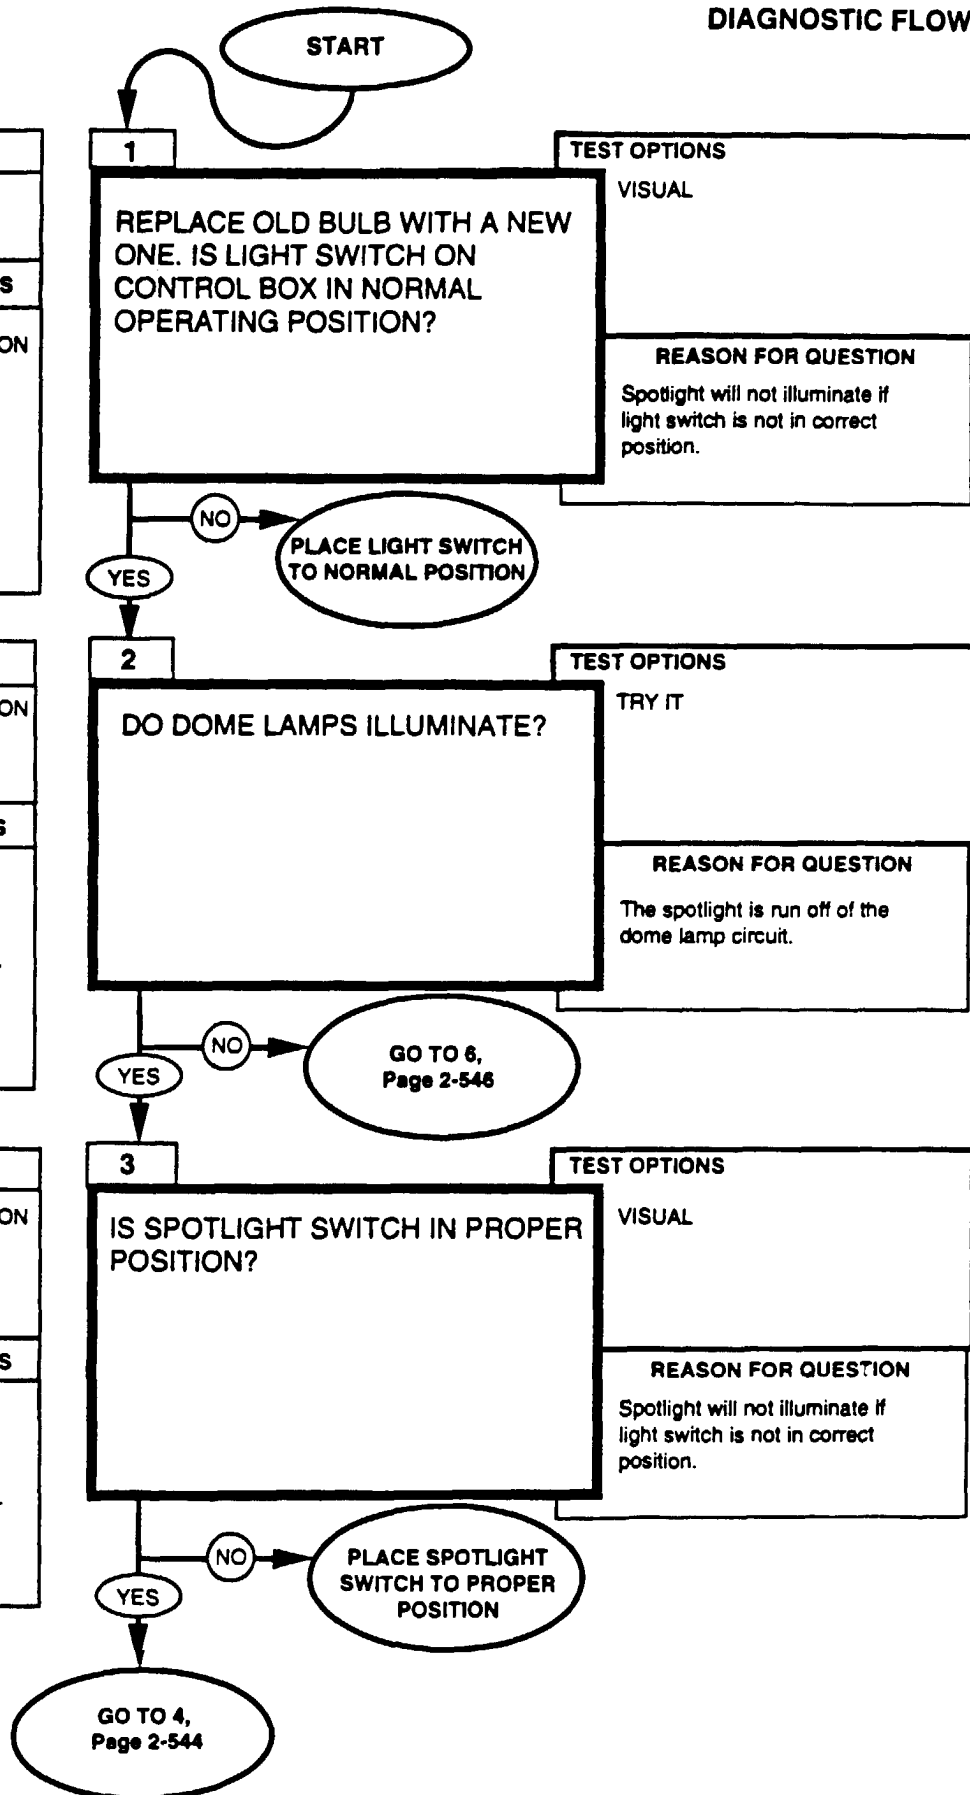 DIAGNOSTIC FLOW
START
1
REPLACE OLD BULB WITH A NEW
ONE. IS LIGHT SWITCH ON
CONTROL BOX IN NORMAL
OPERATING POSITION?
TEST OPTIONS
VISUAL
REASON FOR QUESTION
Spotlight will not illuminate if
light switch is not in correct
position.
NO
PLACE LIGHT SWITCH
TO NORMAL POSITION
YES
2
DO DOME LAMPS ILLUMINATE?
TEST OPTIONS
TRY IT
REASON FOR QUESTION
The spotlight is run off of the
dome lamp circuit.
NO
GO TO 6,
Page 2-546
YES
3
IS SPOTLIGHT SWITCH IN PROPER
POSITION?
TEST OPTIONS
VISUAL
REASON FOR QUESTION
Spotlight will not illuminate if
light switch is not in correct
position.
NO
PLACE SPOTLIGHT
SWITCH TO PROPER
POSITION
YES
GO TO 4,
Page 2-544
S
ON
ON
S
ON
S